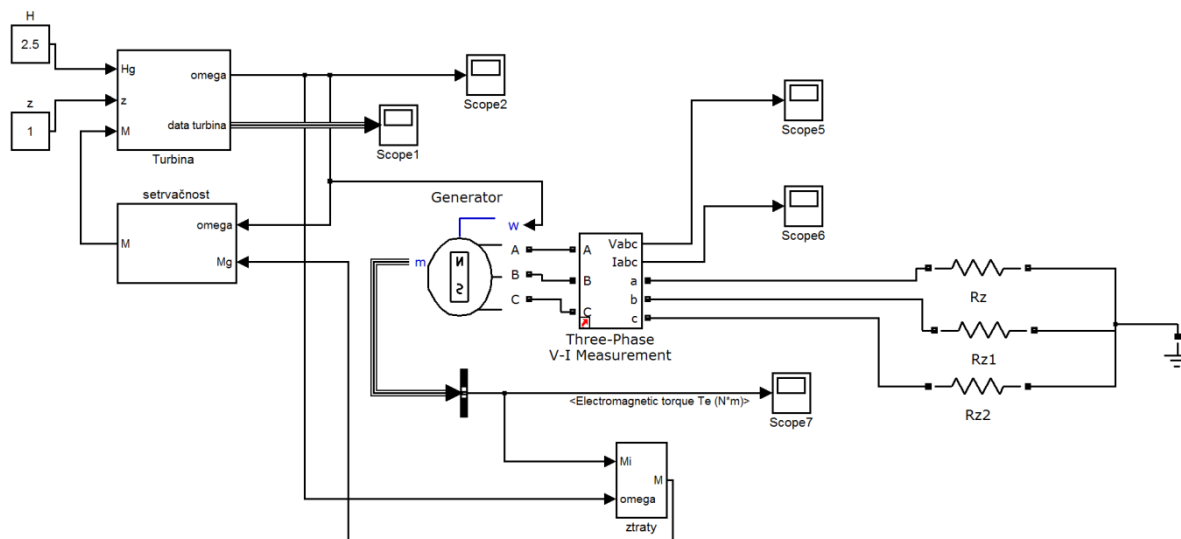 H
2.5
z
1
Hg
z
M
omega
data turbina
Turbina
Scope2
Scope1
setrvačnost
omega
M
Mg
Generator
w
m
A
B
C
N
S
A
B
C
Vabc
Iabc
a
b
c
Three-Phase
V-I Measurement
Scope5
Scope6
Rz
Rz1
Rz2
<Electromagnetic torque Te (N*m)>
Scope7
Mi
M
omega
ztraty